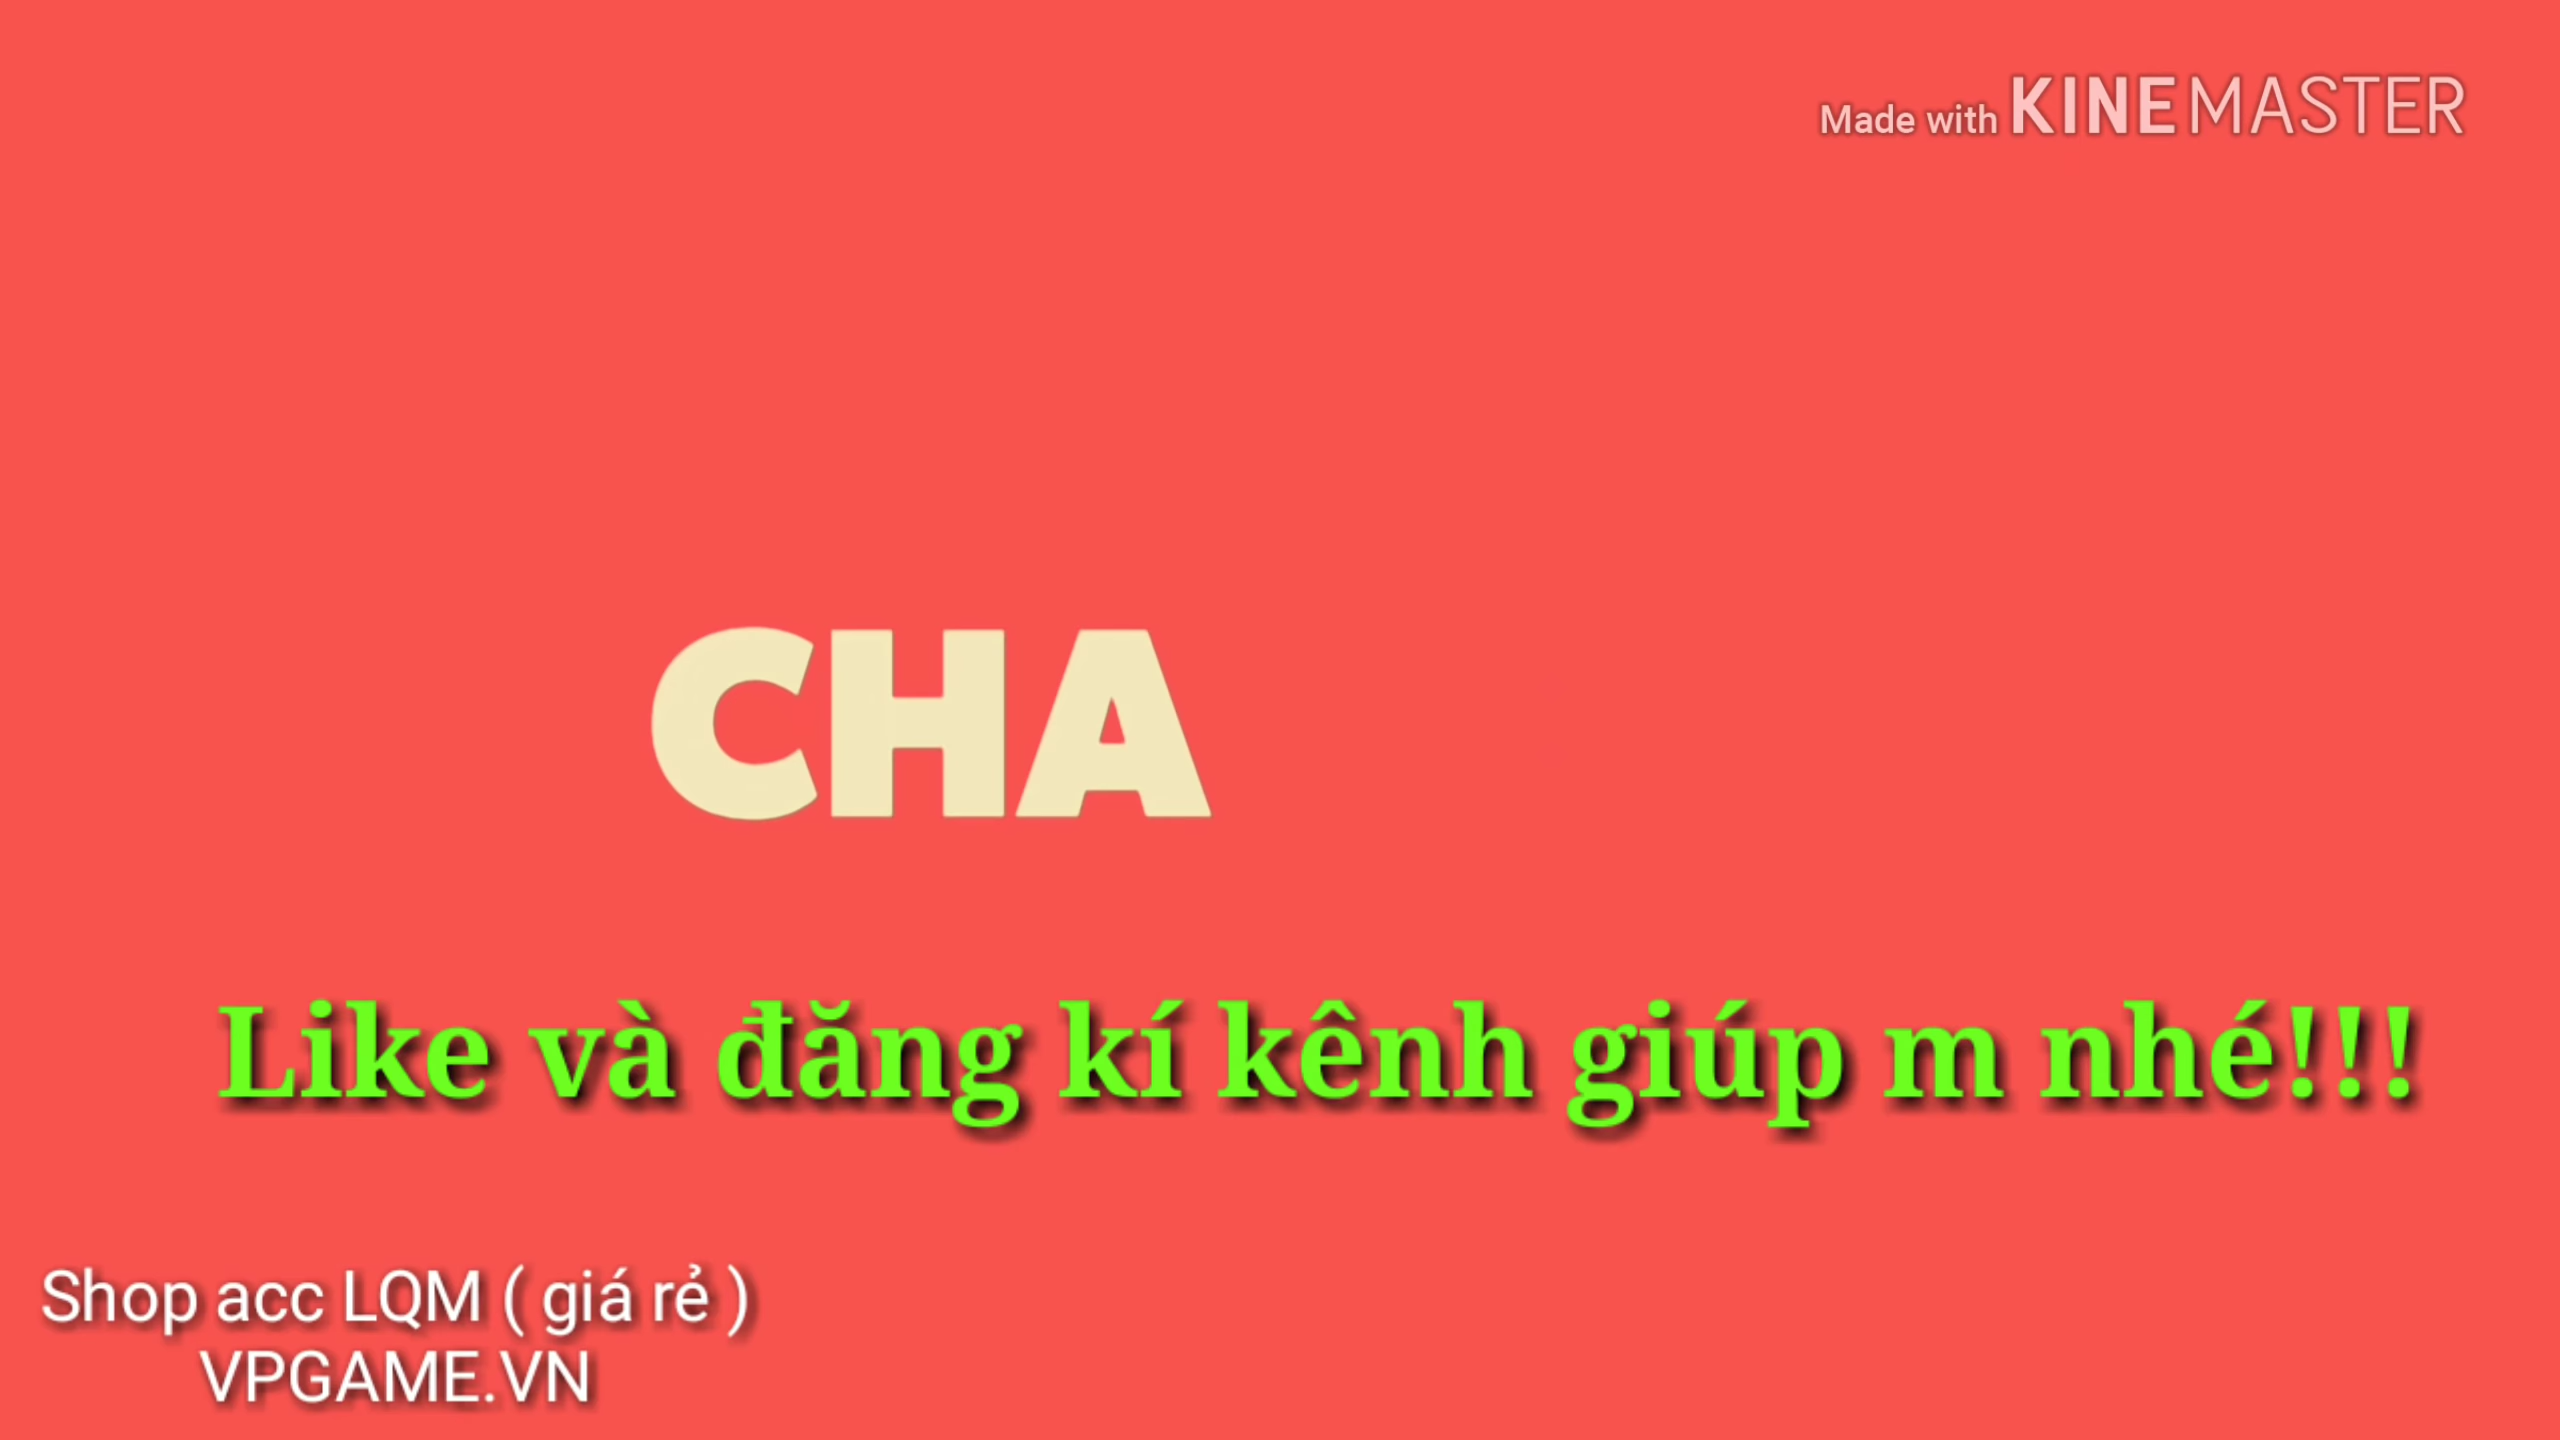 Made with KINEMASTER
CHA
Like và đăng kí kênh giúp m nhé!!!
Shop acc LQM ( giá rẻ )
VPGAME.VN